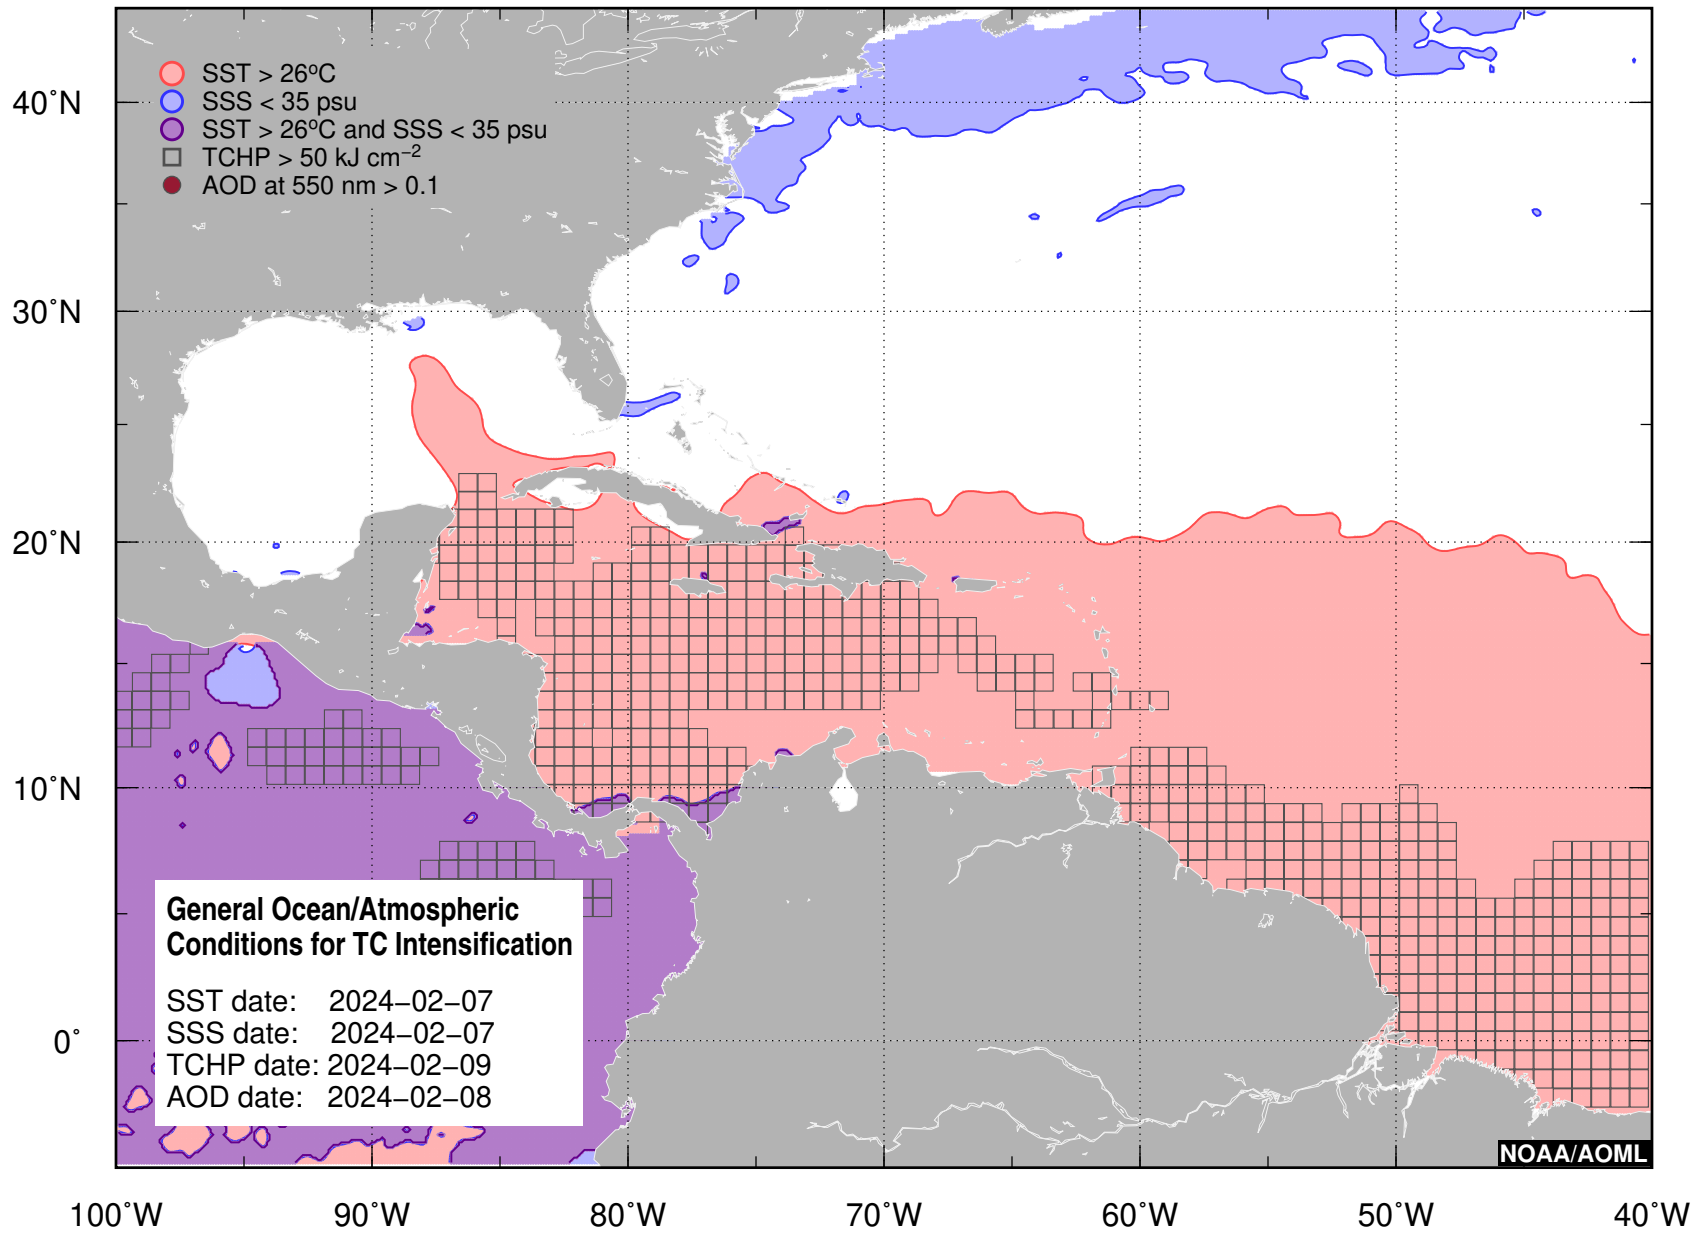 SST > 26°C
SSS < 35 psu
SST > 26°C and SSS < 35 psu
TCHP > 50 kJ cm⁻²
AOD at 550 nm > 0.1
40°N
30°N
20°N
10°N
0°
General Ocean/Atmospheric
Conditions for TC Intensification
SST date: 2024−02−07
SSS date: 2024−02−07
TCHP date: 2024−02−09
AOD date: 2024−02−08
NOAA/AOML
100°W 90°W 80°W 70°W 60°W 50°W 40°W